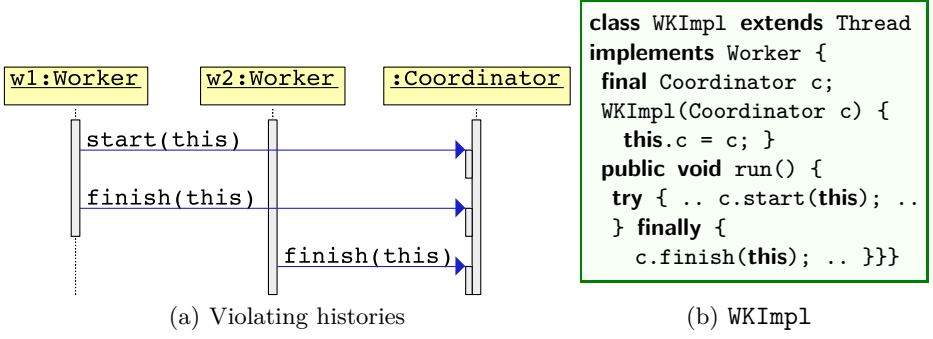 w1:Worker
w2:Worker
:Coordinator
start(this)
finish(this)
finish(this)
(a) Violating histories
class WKImpl extends Thread
implements Worker {
final Coordinator c;
WKImpl(Coordinator c) {
this.c = c; }
public void run() {
try { .. c.start(this); ..
} finally {
c.finish(this); .. }}}
(b) WKImpl